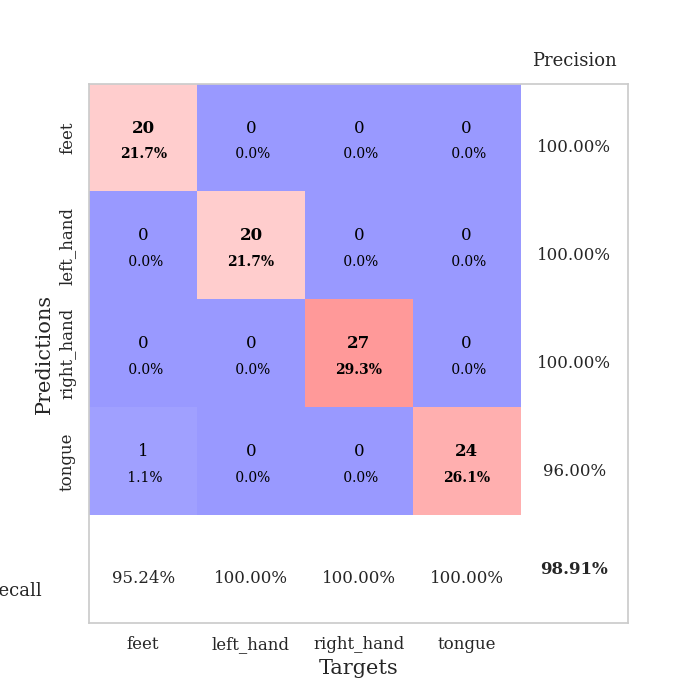 Precision
feet 20 0 0 0 100.00%
21.7% 0.0% 0.0% 0.0%
left_hand 0 20 0 0 100.00%
0.0% 21.7% 0.0% 0.0%
Predictions
right_hand 0 0 27 0 100.00%
0.0% 0.0% 29.3% 0.0%
tongue 1 0 0 24 96.00%
1.1% 0.0% 0.0% 26.1%
ecall 95.24% 100.00% 100.00% 100.00% 98.91%
feet left_hand right_hand tongue
Targets